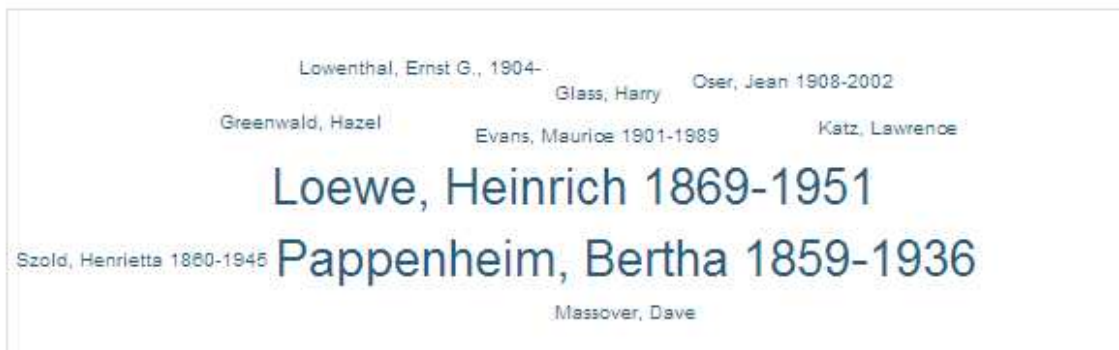 Lowenthal, Ernst G., 1904-
Glass, Harry
Oser, Jean 1908-2002
Greenwald, Hazel
Evans, Maurice 1901-1989
Katz, Lawrence
Loewe, Heinrich 1869-1951
Szold, Henrietta 1860-1945
Pappenheim, Bertha 1859-1936
Massover, Dave